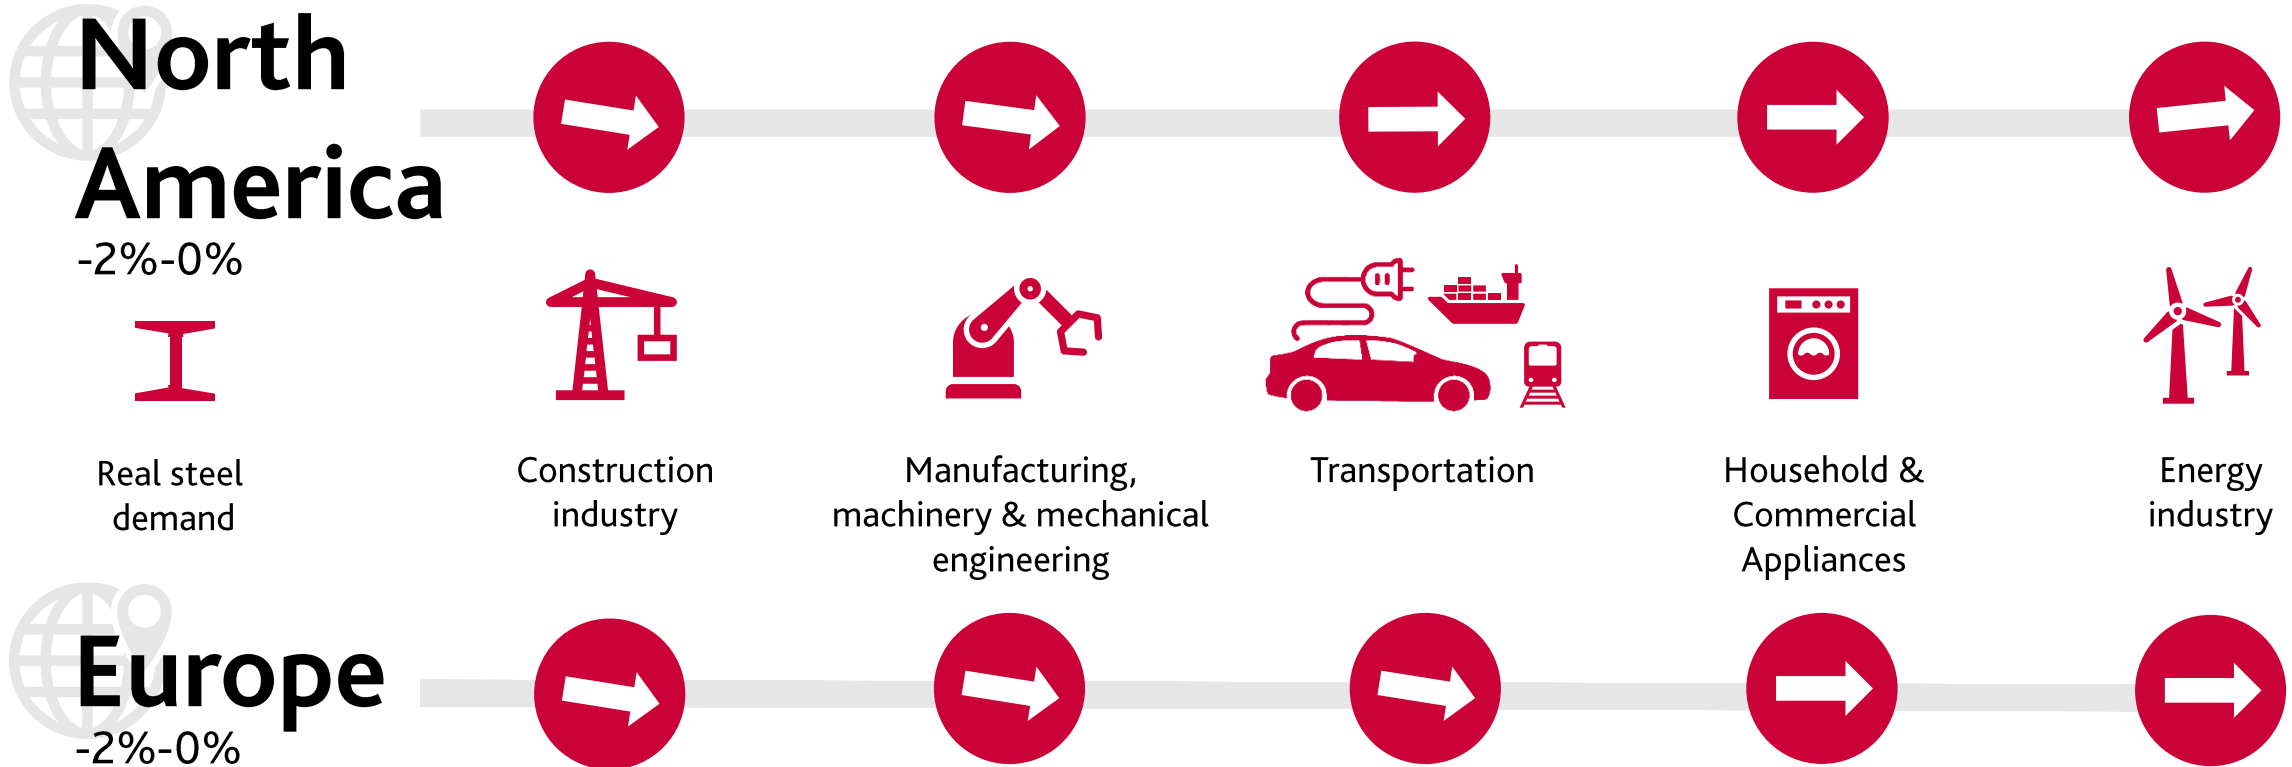 North
America
-2%-0%
Real steel
demand
Construction
industry
Manufacturing,
machinery & mechanical
engineering
Transportation
Household &
Commercial
Appliances
Energy
industry
Europe
-2%-0%